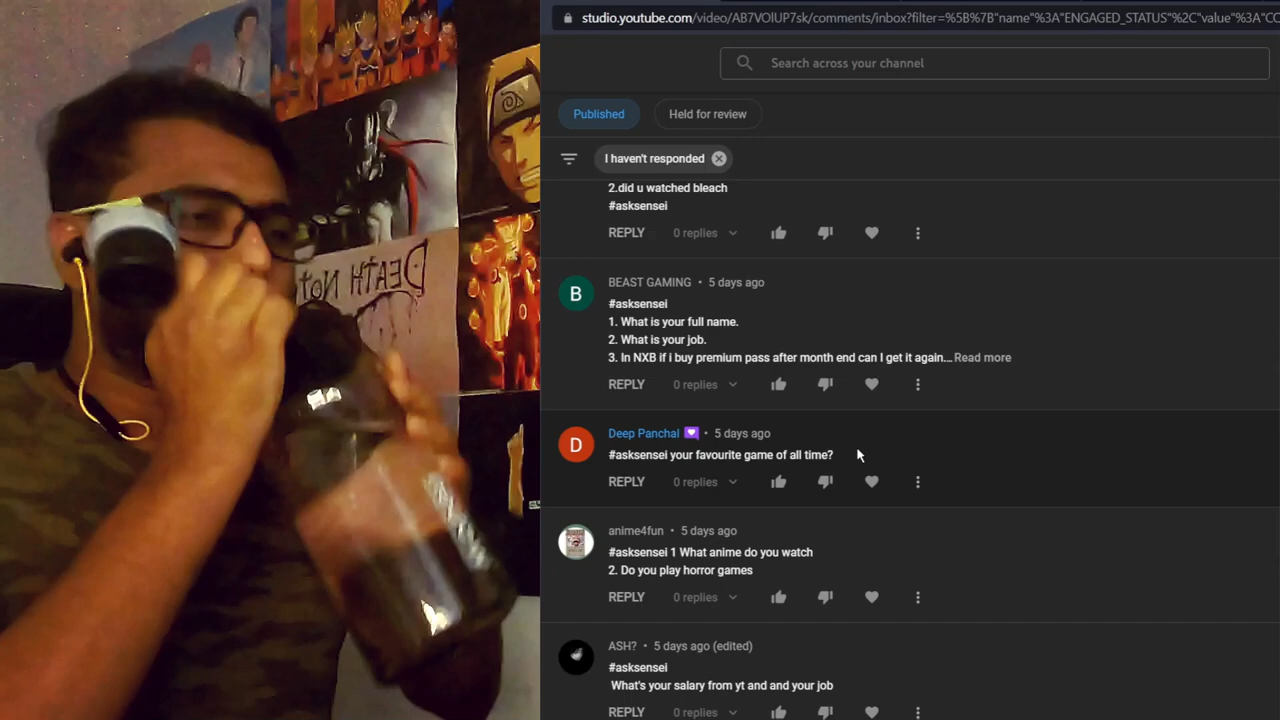 DEATH Not
studio.youtube.com/video/AB7VOlUP7sk/comments/inbox?filter=%5B%7B"name"%3A"ENGAGED_STATUS"%2C"value"%3A"CC
Search across your channel
Published
Held for review
I haven't responded
2.did u watched bleach
#asksensei
REPLY 0 replies
B
BEAST GAMING • 5 days ago
#asksensei
1. What is your full name.
2. What is your job.
3. In NXB if i buy premium pass after month end can I get it again... Read more
REPLY 0 replies
D
Deep Panchal • 5 days ago
#asksensei your favourite game of all time?
REPLY 0 replies
anime4fun • 5 days ago
#asksensei 1 What anime do you watch
2. Do you play horror games
REPLY 0 replies
ASH? • 5 days ago (edited)
#asksensei
What's your salary from yt and and your job
REPLY 0 replies